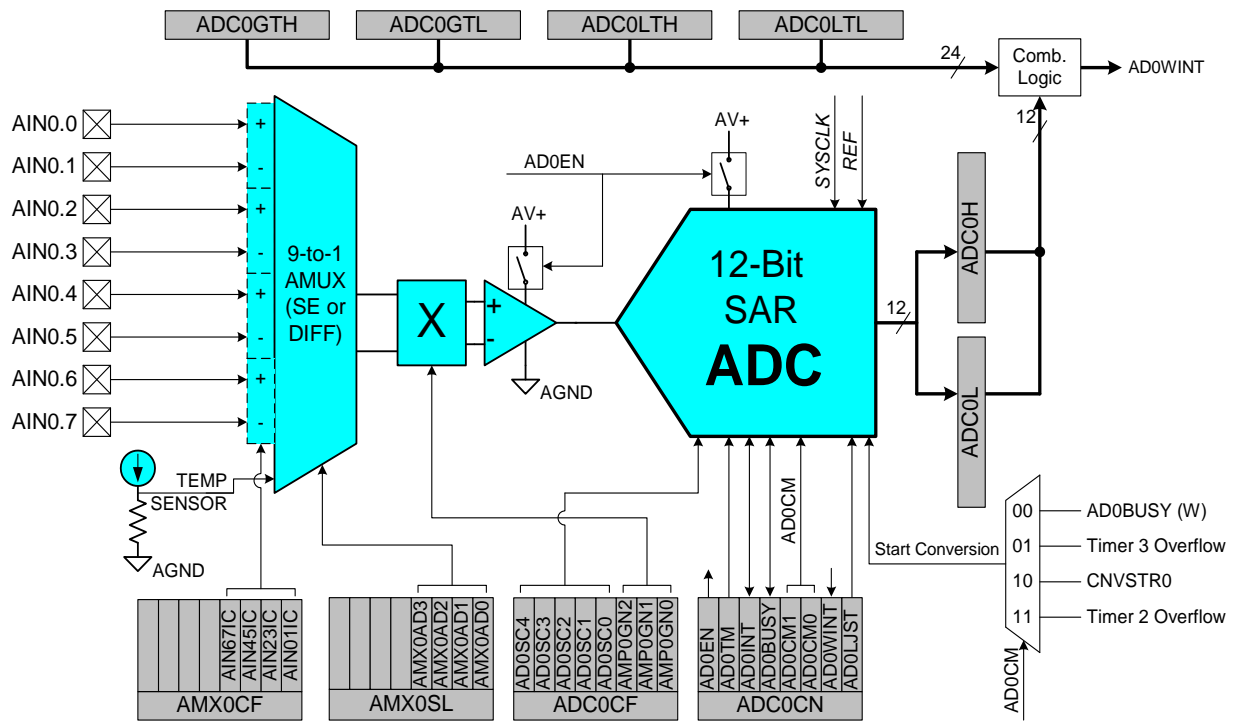 ADC0GTH
ADC0GTL
ADC0LTH
ADC0LTL
24
Comb.
Logic
AD0WINT
12
AIN0.0
AIN0.1
AIN0.2
AIN0.3
AIN0.4
AIN0.5
AIN0.6
AIN0.7
+
-
+
-
+
-
+
-
9-to-1
AMUX
(SE or
DIFF)
TEMP
SENSOR
AGND
X
+
-
AV+
AGND
AD0EN
AV+
SYSCLK
REF
12-Bit
SAR
ADC
12
ADC0H
ADC0L
AD0CM
Start Conversion
00
01
10
11
AD0BUSY (W)
Timer 3 Overflow
CNVSTR0
Timer 2 Overflow
AD0CM
AIN67IC
AIN45IC
AIN23IC
AIN01IC
AMX0CF
AMX0AD3
AMX0AD2
AMX0AD1
AMX0AD0
AMX0SL
AD0SC4
AD0SC3
AD0SC2
AD0SC1
AD0SC0
AMP0GN2
AMP0GN1
AMP0GN0
ADC0CF
AD0EN
AD0TM
AD0INT
AD0BUSY
AD0CM1
AD0CM0
AD0WINT
AD0LJST
ADC0CN